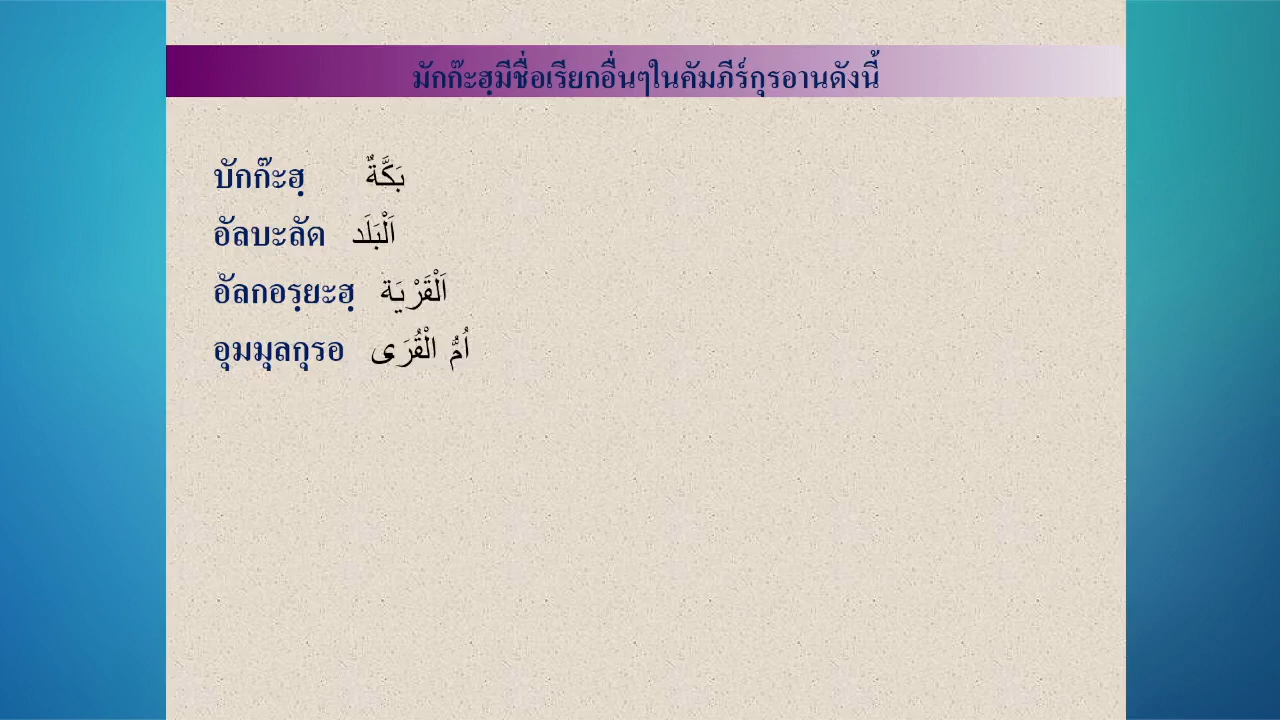 มักก๊ะฮฺมีชื่อเรียกอื่นๆในคัมภีร์กุรอานดังนี้
บักก๊ะฮฺ بَكَّةٌ
อัลบะลัด اَلْبَلَد
อัลกอรฺยะฮฺ اَلْقَرْيَة
อุมมุลกุรอ اُمُّ الْقُرَى